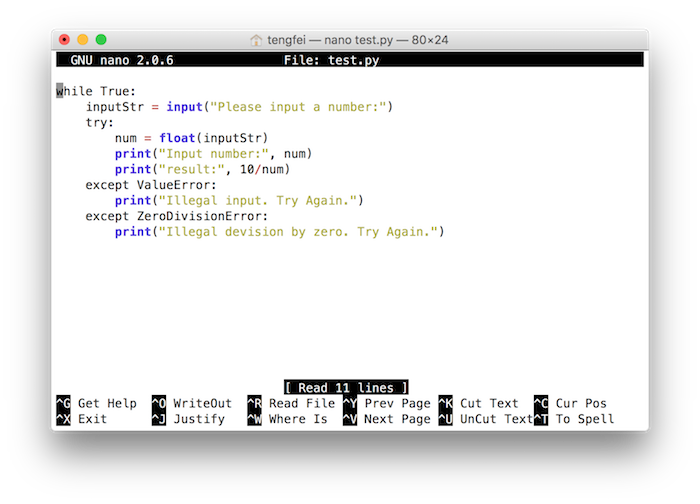 tengfei — nano test.py — 80×24
GNU nano 2.0.6 File: test.py
while True:
    inputStr = input("Please input a number:")
    try:
        num = float(inputStr)
        print("Input number:", num)
        print("result:", 10/num)
    except ValueError:
        print("Illegal input. Try Again.")
    except ZeroDivisionError:
        print("Illegal devision by zero. Try Again.")
[ Read 11 lines ]
^G Get Help ^O WriteOut ^R Read File ^Y Prev Page ^K Cut Text ^C Cur Pos
^X Exit ^J Justify ^W Where Is ^V Next Page ^U UnCut Text ^T To Spell